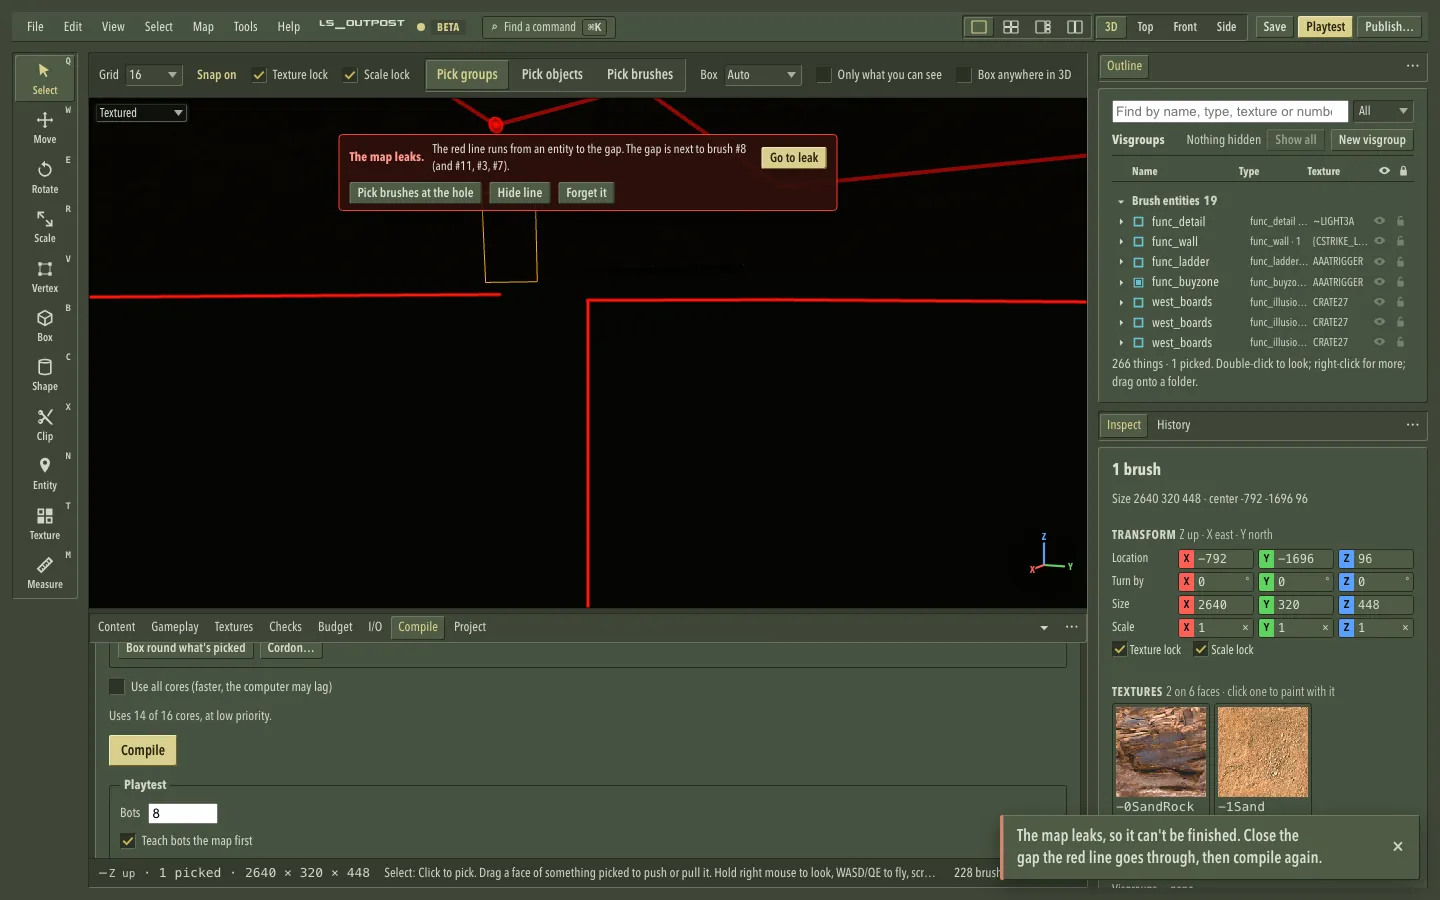 File Edit View Select Map Tools Help LS_OUTPOST BETA Find a command ⌘K 3D Top Front Side Save Playtest Publish...
Q
Select
W
Move
E
Rotate
R
Scale
V
Vertex
B
Box
C
Shape
X
Clip
N
Entity
T
Texture
M
Measure
Grid 16 Snap on Texture lock Scale lock Pick groups Pick objects Pick brushes Box Auto Only what you can see Box anywhere in 3D
Textured
The map leaks. The red line runs from an entity to the gap. The gap is next to brush #8
(and #11, #3, #7).
Go to leak
Pick brushes at the hole Hide line Forget it
Z
X Y
Content Gameplay Textures Checks Budget I/O Compile Project ...
Box round what's picked Cordon...
Use all cores (faster, the computer may lag)
Uses 14 of 16 cores, at low priority.
Compile
Playtest
Bots 8
Teach bots the map first
−Z up · 1 picked · 2640 × 320 × 448 Select: Click to pick. Drag a face of something picked to push or pull it. Hold right mouse to look, WASD/QE to fly, scr... 228 brush
Outline ...
Find by name, type, texture or numb All
Visgroups Nothing hidden Show all New visgroup
Name Type Texture
Brush entities 19
func_detail func_detail ... ~LIGHT3A
func_wall func_wall · 1 {CSTRIKE_L...
func_ladder func_ladder... AAATRIGGER
func_buyzone func_buyzo... AAATRIGGER
west_boards func_illusio... CRATE27
west_boards func_illusio... CRATE27
west_boards func_illusio... CRATE27
266 things · 1 picked. Double-click to look; right-click for more;
drag onto a folder.
Inspect History ...
1 brush
Size 2640 320 448 · center -792 -1696 96
TRANSFORM Z up · X east · Y north
Location X −792 Y −1696 Z 96
Turn by X 0 ° Y 0 ° Z 0 °
Size X 2640 Y 320 Z 448
Scale X 1 × Y 1 × Z 1 ×
Texture lock Scale lock
TEXTURES 2 on 6 faces · click one to paint with it
−0SandRock −1Sand
The map leaks, so it can't be finished. Close the
gap the red line goes through, then compile again.
×